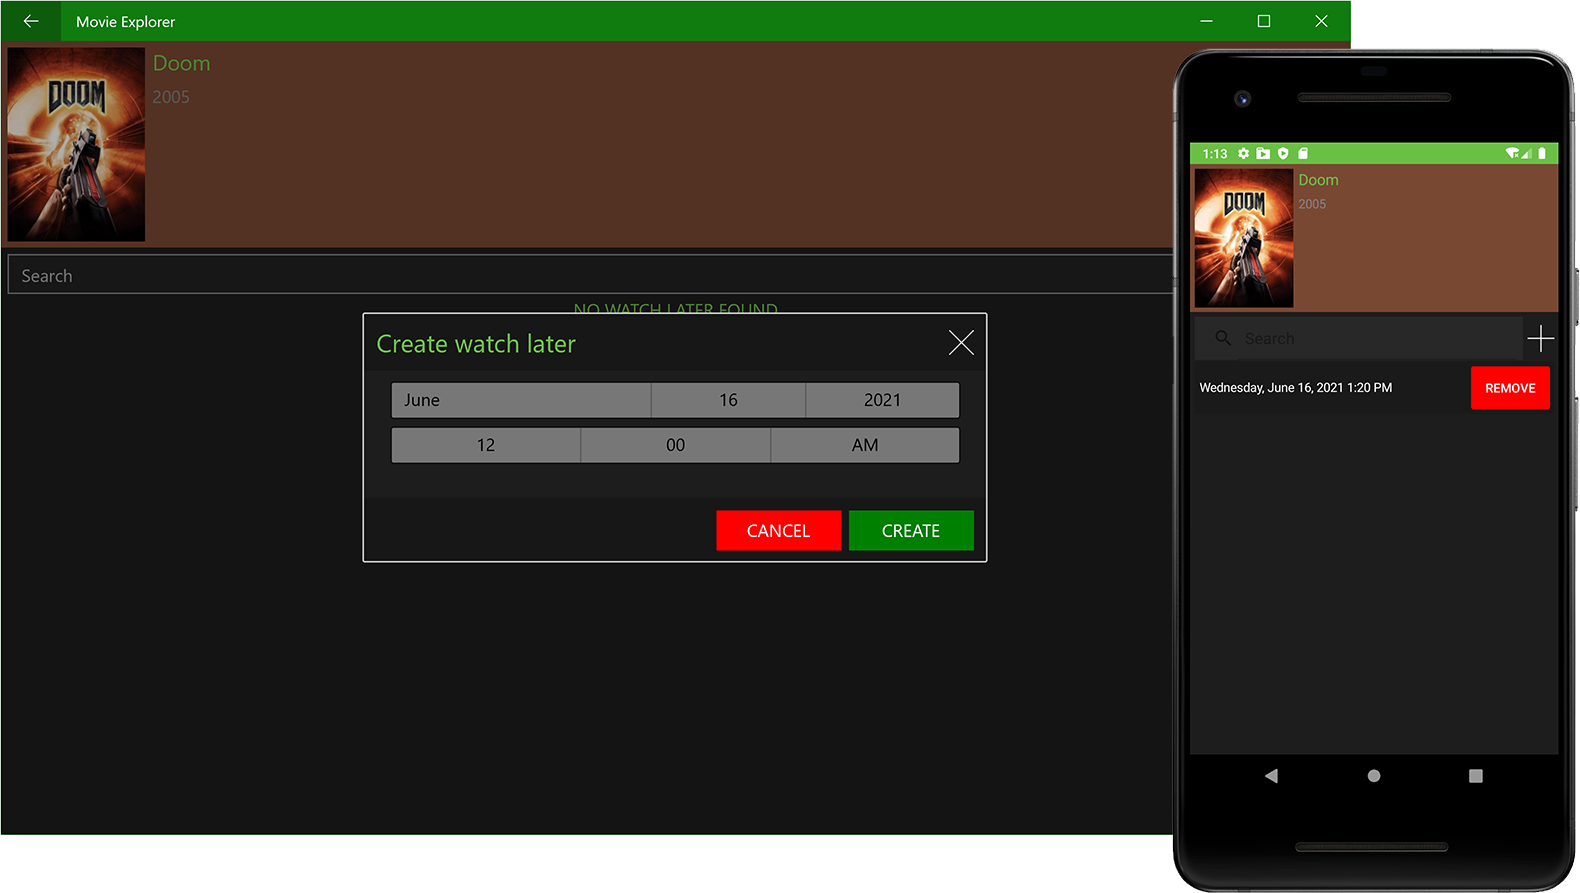 Movie Explorer
DOOM
Doom
2005
Search
NO WATCH LATER FOUND
Create watch later
June 16 2021
12 00 AM
CANCEL CREATE
1:13
DOOM
Doom
2005
Search
Wednesday, June 16, 2021 1:20 PM
REMOVE